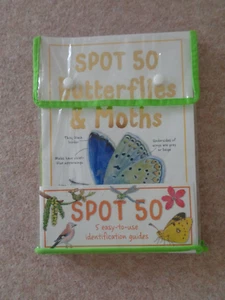 SPOT 50
Butterflies
& Moths
SPOT 50
5 easy-to-use
identification guides